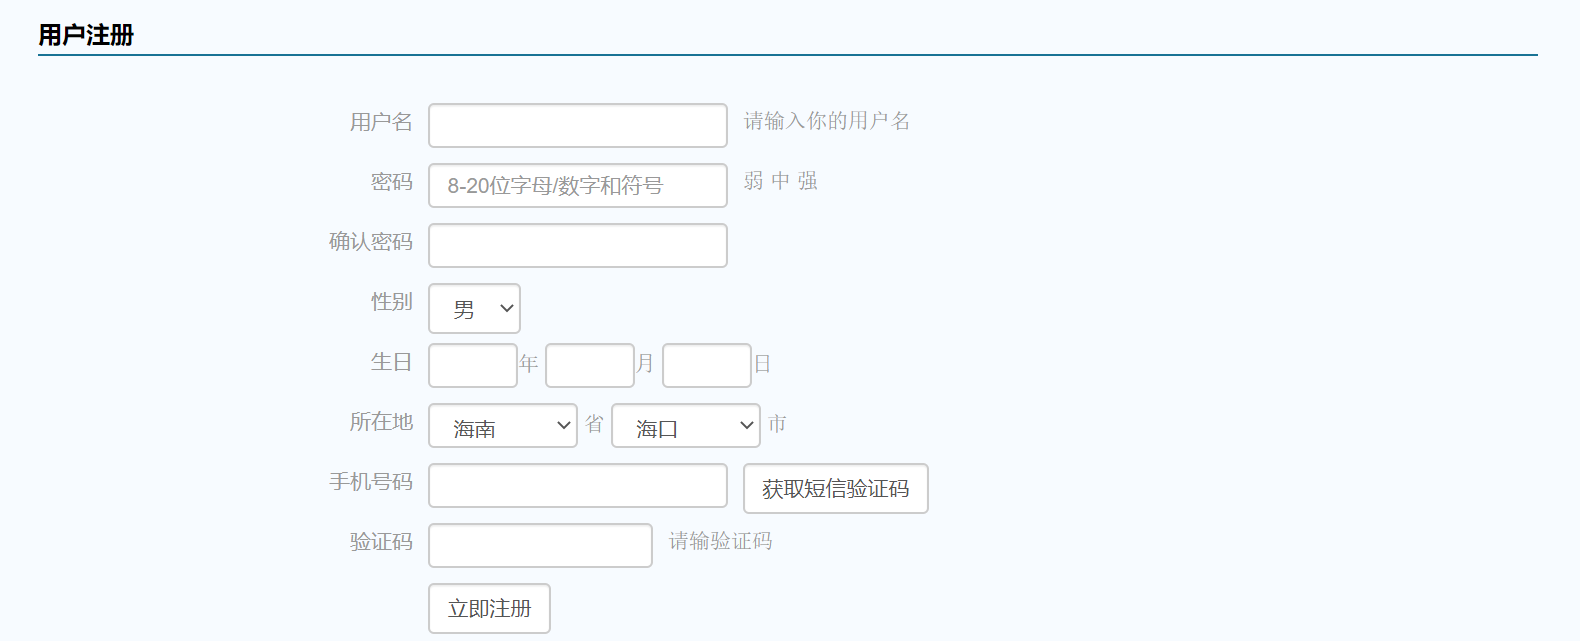 用户注册
用户名 请输入你的用户名
密码 8-20位字母/数字和符号 弱 中 强
确认密码
性别 男
生日 年 月 日
所在地 海南 省 海口 市
手机号码 获取短信验证码
验证码 请输验证码
立即注册